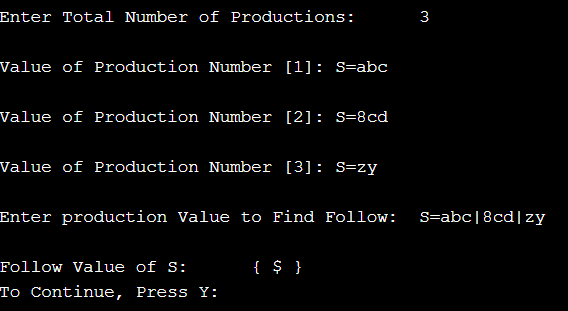 Enter Total Number of Productions: 3
Value of Production Number [1]: S=abc
Value of Production Number [2]: S=8cd
Value of Production Number [3]: S=zy
Enter production Value to Find Follow: S=abc|8cd|zy
Follow Value of S: { $ }
To Continue, Press Y: